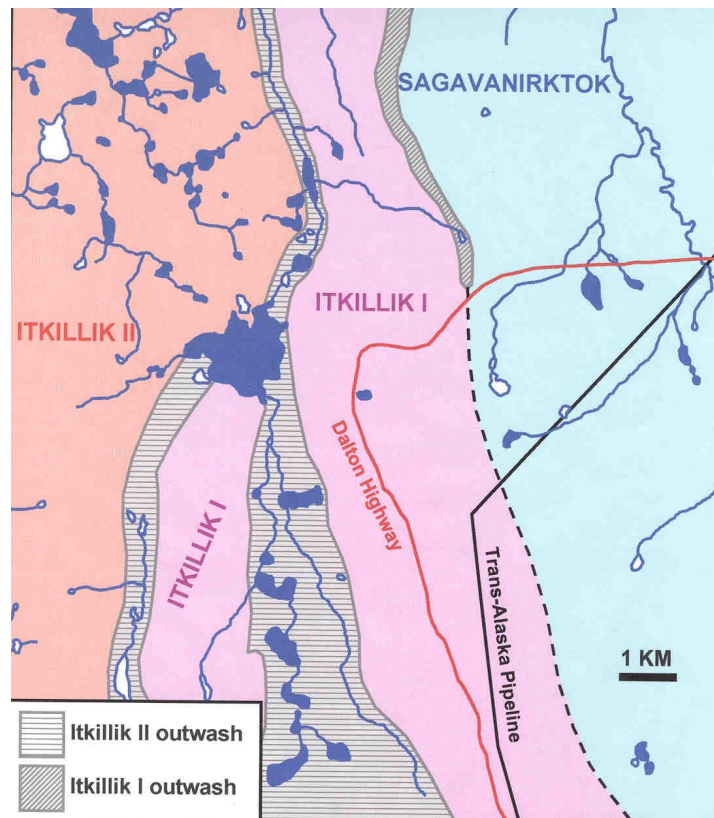 SAGAVANIRKTOK
ITKILLIK I
ITKILLIK II
Dalton Highway
ITKILLIK I
Trans-Alaska Pipeline
1 KM
Itkillik II outwash
Itkillik I outwash